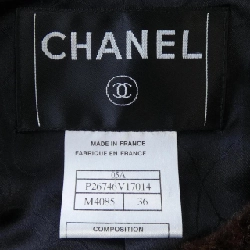 CHANEL
MADE IN FRANCE
FABRIQUE EN FRANCE
05A
P26746V17014
M4085 36
COMPOSITION